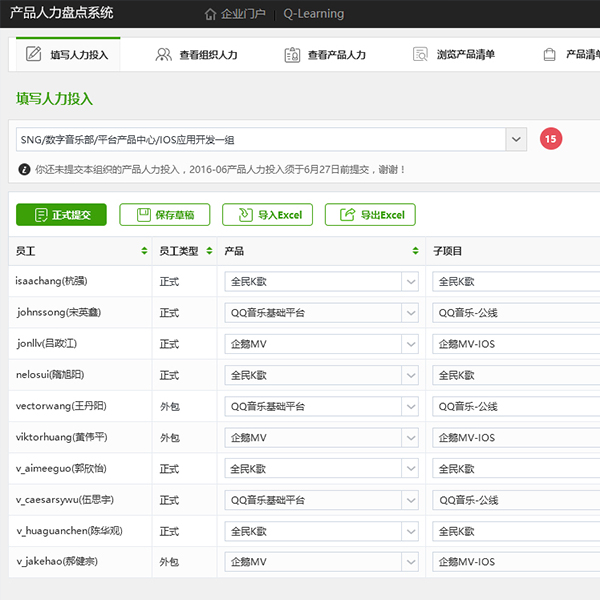 产品人力盘点系统 企业门户 Q-Learning
填写人力投入 查看组织人力 查看产品人力 浏览产品清单 产品清单
填写人力投入
SNG/数字音乐部/平台产品中心/IOS应用开发一组 15
你还未提交本组织的产品人力投入，2016-06产品人力投入须于6月27日前提交，谢谢！
正式提交 保存草稿 导入Excel 导出Excel
员工 员工类型 产品 子项目
isaachang(杭强) 正式 全民K歌 全民K歌
johnssong(宋英鑫) 正式 QQ音乐基础平台 QQ音乐-公线
jonllv(吕政江) 正式 企鹅MV 企鹅MV-IOS
nelosui(隋旭阳) 正式 全民K歌 全民K歌
vectorwang(王丹阳) 外包 QQ音乐基础平台 QQ音乐-公线
viktorhuang(黄伟平) 外包 企鹅MV 企鹅MV-IOS
v_aimeeguo(郭欣怡) 正式 全民K歌 全民K歌
v_caesarsywu(伍思宇) 正式 QQ音乐基础平台 QQ音乐-公线
v_huaguanchen(陈华观) 正式 全民K歌 全民K歌
v_jakehao(郝健宗) 外包 企鹅MV 企鹅MV-IOS